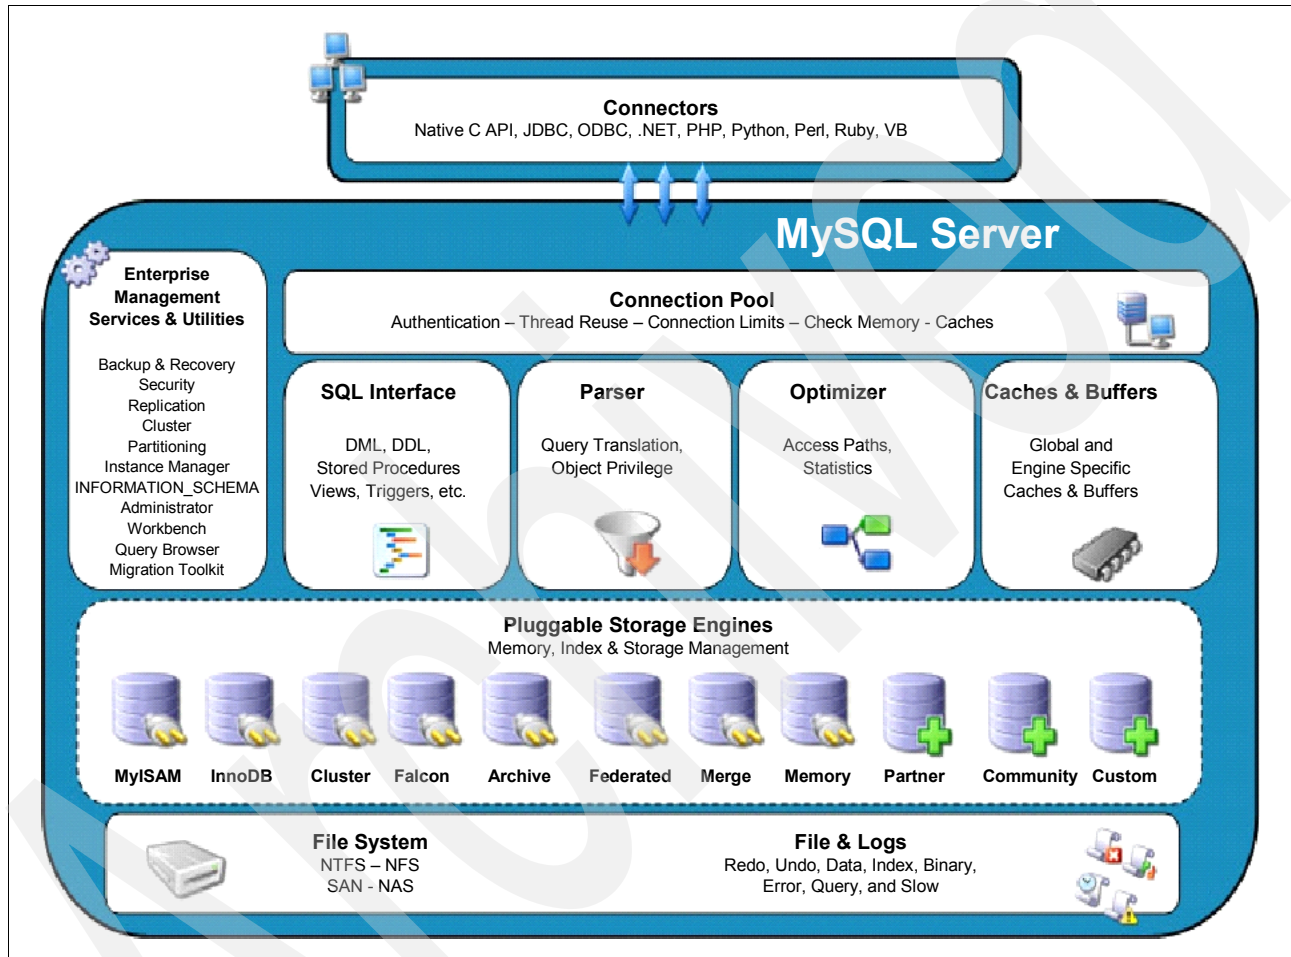 Connectors
Native C API, JDBC, ODBC, .NET, PHP, Python, Perl, Ruby, VB
MySQL Server
Enterprise
Management
Services & Utilities
Backup & Recovery
Security
Replication
Cluster
Partitioning
Instance Manager
INFORMATION_SCHEMA
Administrator
Workbench
Query Browser
Migration Toolkit
Connection Pool
Authentication – Thread Reuse – Connection Limits – Check Memory - Caches
SQL Interface
DML, DDL,
Stored Procedures
Views, Triggers, etc.
Parser
Query Translation,
Object Privilege
Optimizer
Access Paths,
Statistics
Caches & Buffers
Global and
Engine Specific
Caches & Buffers
Pluggable Storage Engines
Memory, Index & Storage Management
MyISAM InnoDB Cluster Falcon Archive Federated Merge Memory Partner Community Custom
File System
NTFS – NFS
SAN - NAS
File & Logs
Redo, Undo, Data, Index, Binary,
Error, Query, and Slow
Archived